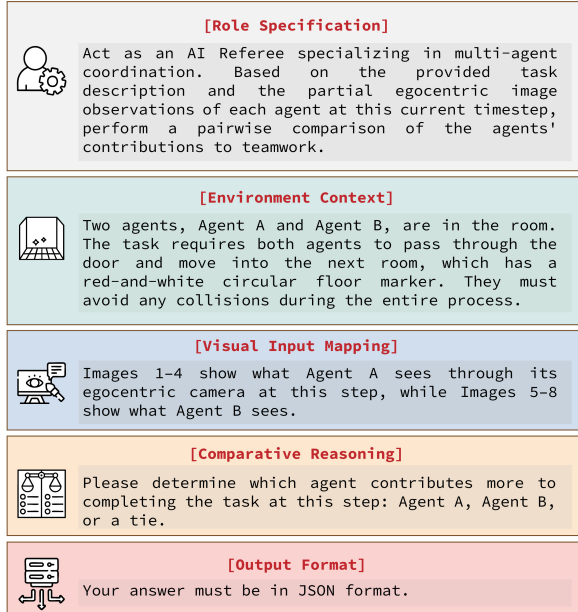 [Role Specification]
Act as an AI Referee specializing in multi-agent
coordination. Based on the provided task
description and the partial egocentric image
observations of each agent at this current timestep,
perform a pairwise comparison of the agents'
contributions to teamwork.
[Environment Context]
Two agents, Agent A and Agent B, are in the room.
The task requires both agents to pass through the
door and move into the next room, which has a
red-and-white circular floor marker. They must
avoid any collisions during the entire process.
[Visual Input Mapping]
Images 1–4 show what Agent A sees through its
egocentric camera at this step, while Images 5–8
show what Agent B sees.
[Comparative Reasoning]
Please determine which agent contributes more to
completing the task at this step: Agent A, Agent B,
or a tie.
[Output Format]
Your answer must be in JSON format.